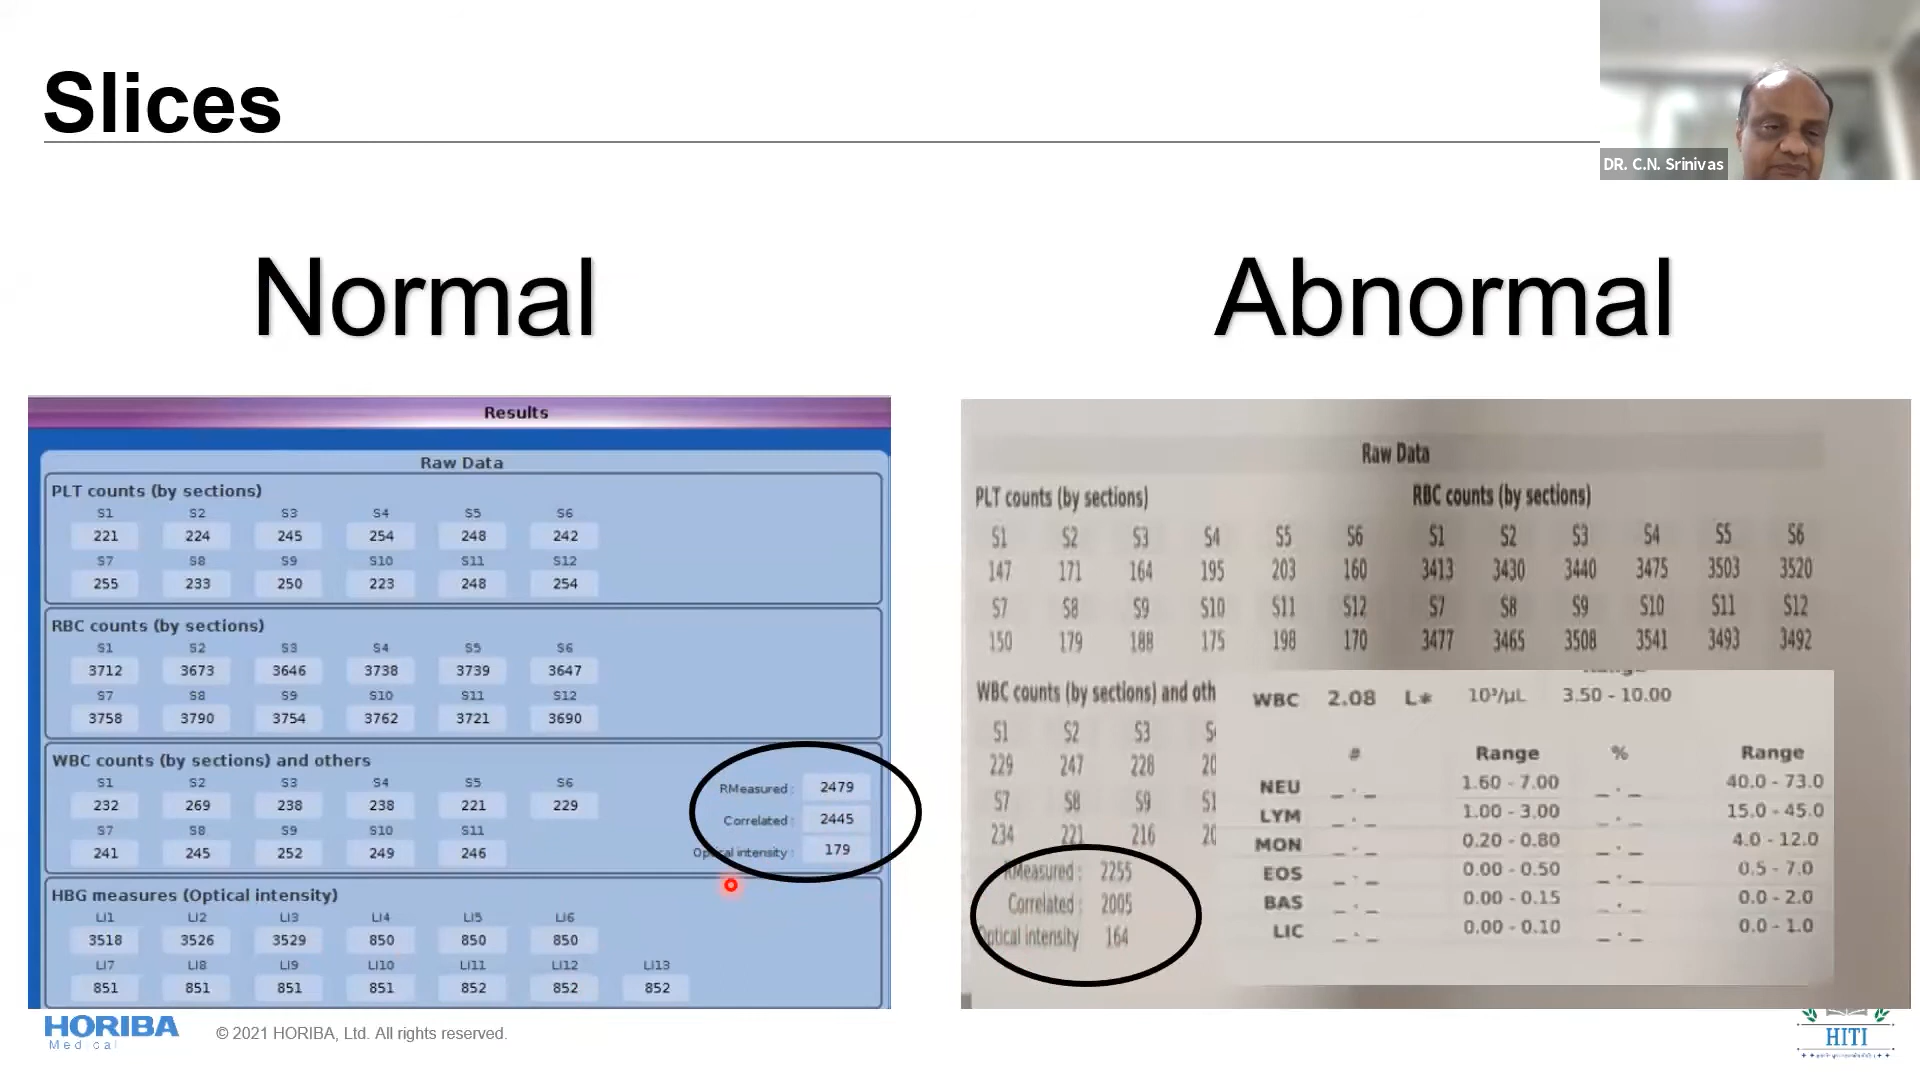 Slices
DR. C.N. Srinivas
Normal
Abnormal
Results
Raw Data
PLT counts (by sections)
S1 S2 S3 S4 S5 S6
221 224 245 254 248 242
S7 S8 S9 S10 S11 S12
255 233 250 223 248 254
RBC counts (by sections)
S1 S2 S3 S4 S5 S6
3712 3673 3646 3738 3739 3647
S7 S8 S9 S10 S11 S12
3758 3790 3754 3762 3721 3690
WBC counts (by sections) and others
S1 S2 S3 S4 S5 S6
232 269 238 238 221 229
S7 S8 S9 S10 S11
241 245 252 249 246
RMeasured : 2479
Correlated : 2445
Optical intensity : 179
HBG measures (Optical intensity)
LI1 LI2 LI3 LI4 LI5 LI6
3518 3526 3529 850 850 850
LI7 LI8 LI9 LI10 LI11 LI12 LI13
851 851 851 851 852 852 852
Raw Data
PLT counts (by sections) RBC counts (by sections)
S1 S2 S3 S4 S5 S6 S1 S2 S3 S4 S5 S6
147 171 164 195 203 160 3413 3430 3440 3475 3503 3520
S7 S8 S9 S10 S11 S12 S7 S8 S9 S10 S11 S12
150 179 188 175 198 170 3477 3465 3508 3541 3493 3492
WBC counts (by sections) and oth
S1 S2 S3
229 247 228 20
S7 S8 S9 S1
234 221 216 20
RMeasured : 2255
Correlated : 2005
Optical intensity 164
WBC 2.08 L* 10³/µL 3.50 - 10.00
# Range % Range
NEU _ . _ 1.60 - 7.00 _ . _ 40.0 - 73.0
LYM _ . _ 1.00 - 3.00 _ . _ 15.0 - 45.0
MON _ . _ 0.20 - 0.80 _ . _ 4.0 - 12.0
EOS _ . _ 0.00 - 0.50 _ . _ 0.5 - 7.0
BAS _ . _ 0.00 - 0.15 _ . _ 0.0 - 2.0
LIC _ . _ 0.00 - 0.10 _ . _ 0.0 - 1.0
HORIBA
Medical
© 2021 HORIBA, Ltd. All rights reserved.
HITI